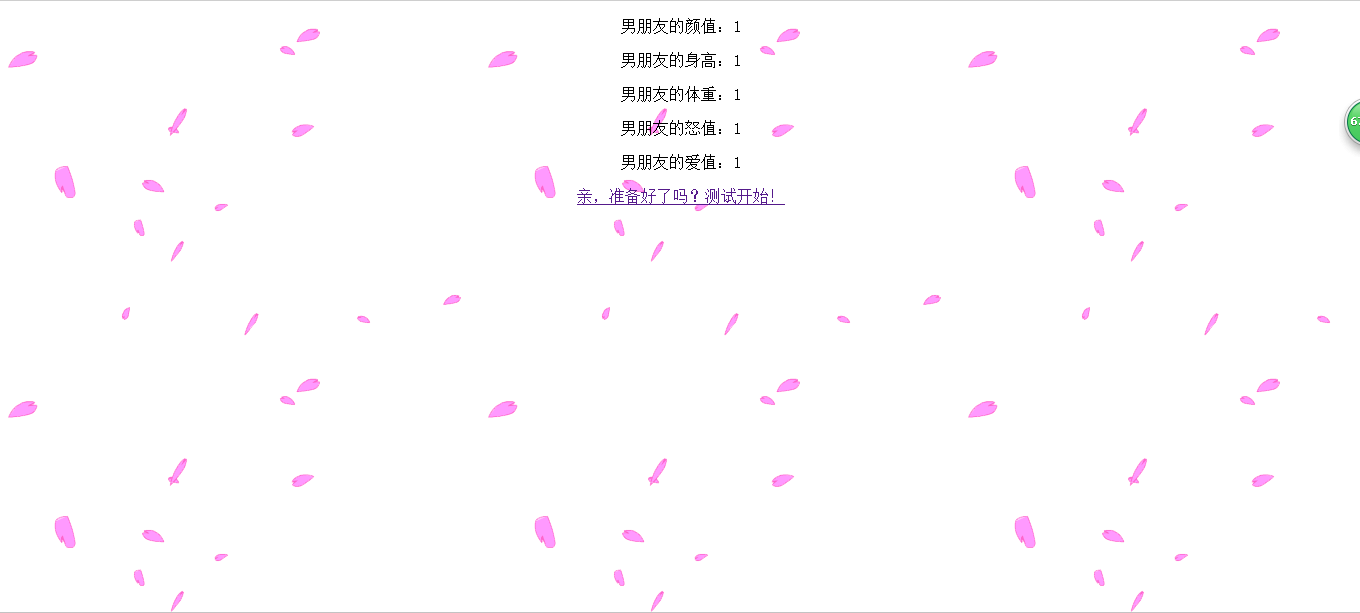 男朋友的颜值：1
男朋友的身高：1
男朋友的体重：1
男朋友的怒值：1
男朋友的爱值：1
亲，准备好了吗？测试开始！